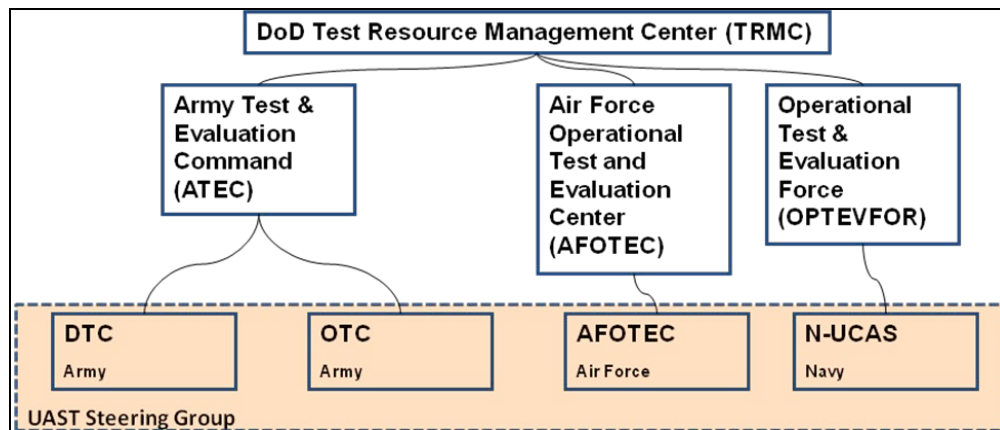 DoD Test Resource Management Center (TRMC)
Army Test &
Evaluation
Command
(ATEC)
Air Force
Operational
Test and
Evaluation
Center
(AFOTEC)
Operational
Test &
Evaluation
Force
(OPTEVFOR)
DTC
Army
OTC
Army
AFOTEC
Air Force
N-UCAS
Navy
UAST Steering Group